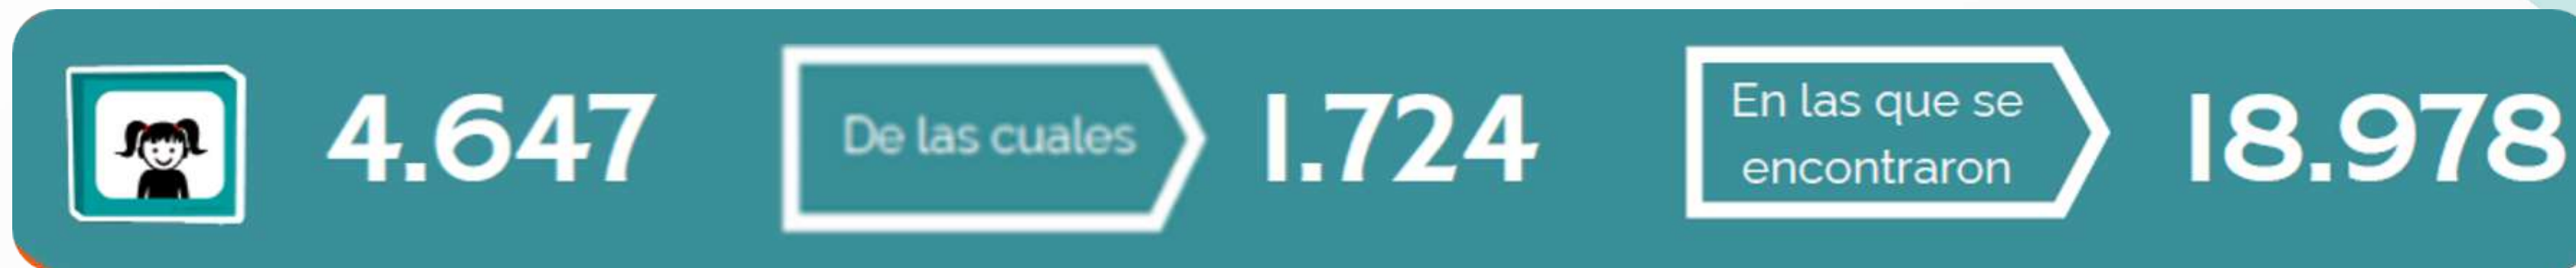 4.647
De las cuales
1.724
En las que se
encontraron
18.978